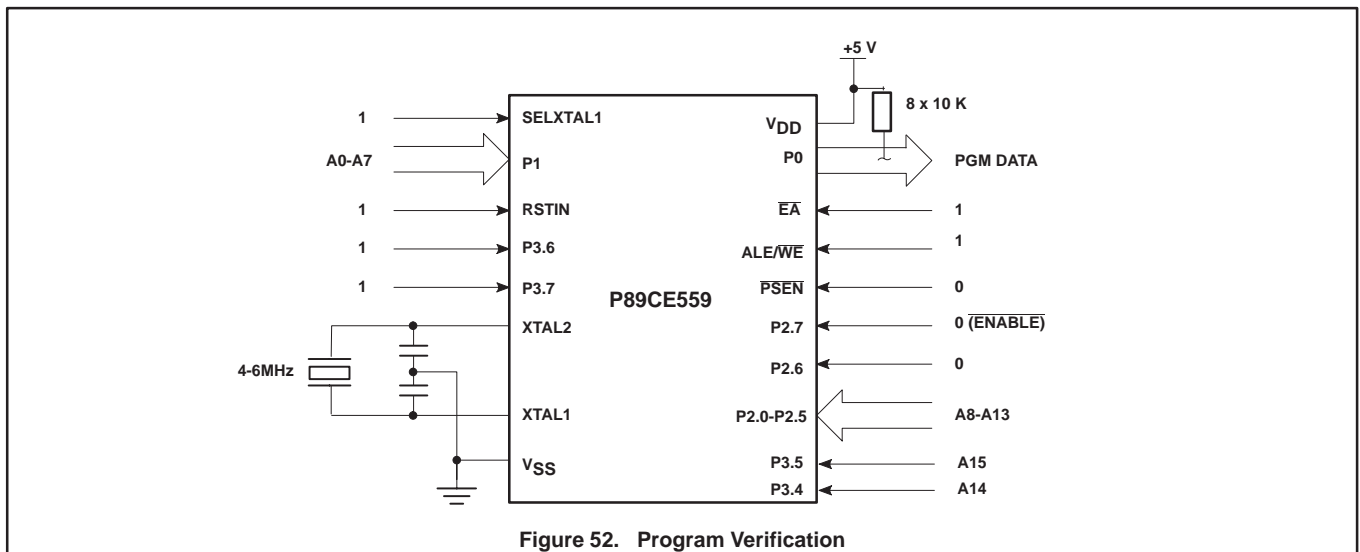 +5 V
1
SELXTAL1
VDD
8 x 10 K
A0-A7
P1
P0
PGM DATA
1
RSTIN
EA
1
1
P3.6
ALE/WE
1
1
P3.7
P89CE559
PSEN
0
XTAL2
P2.7
0 (ENABLE)
4-6MHz
P2.6
0
XTAL1
P2.0-P2.5
A8-A13
VSS
P3.5
A15
P3.4
A14
Figure 52. Program Verification